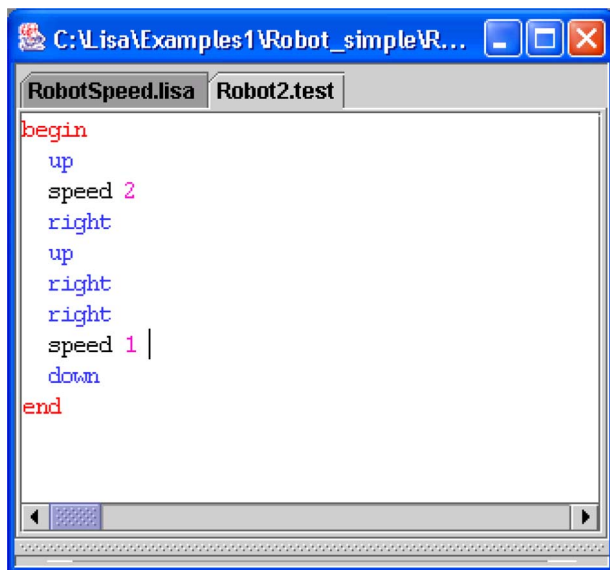 C:\Lisa\Examples1\Robot_simple\R...
RobotSpeed.lisa Robot2.test
begin
up
speed 2
right
up
right
right
speed 1
down
end